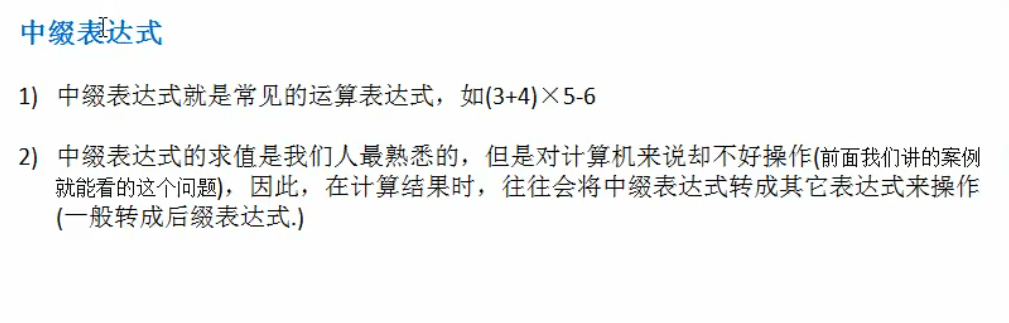 中缀表达式
1) 中缀表达式就是常见的运算表达式，如(3+4)×5-6
2) 中缀表达式的求值是我们人最熟悉的，但是对计算机来说却不好操作(前面我们讲的案例
就能看的这个问题)，因此，在计算结果时，往往会将中缀表达式转成其它表达式来操作
(一般转成后缀表达式.)